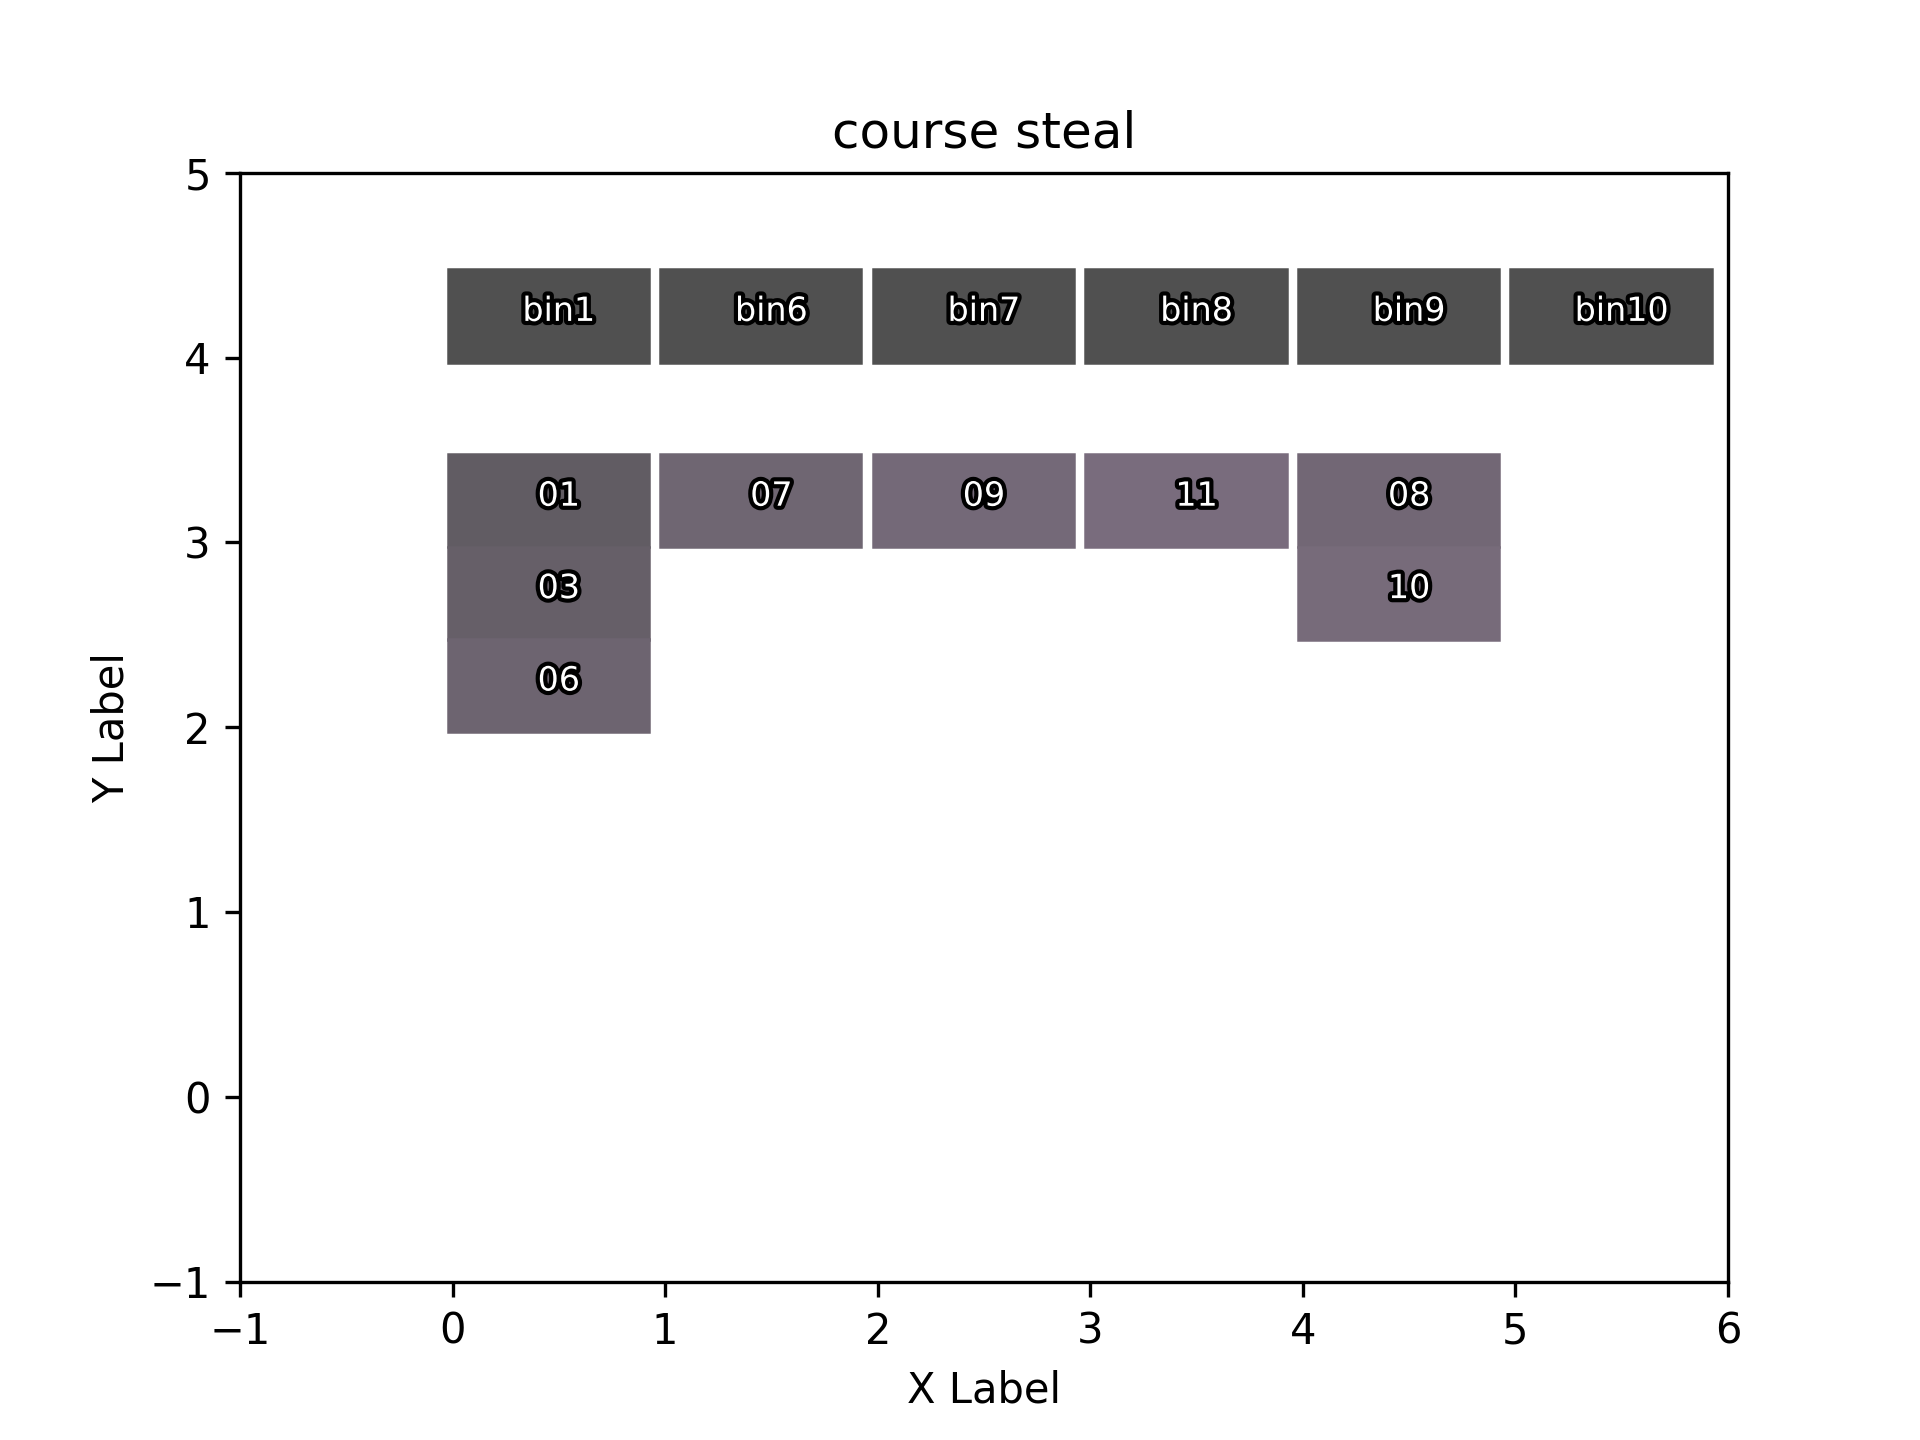 course steal
5
bin1 bin6 bin7 bin8 bin9 bin10
4
01 07 09 11 08
3
03 10
06
2
Y Label
1
0
−1
−1 0 1 2 3 4 5 6
X Label